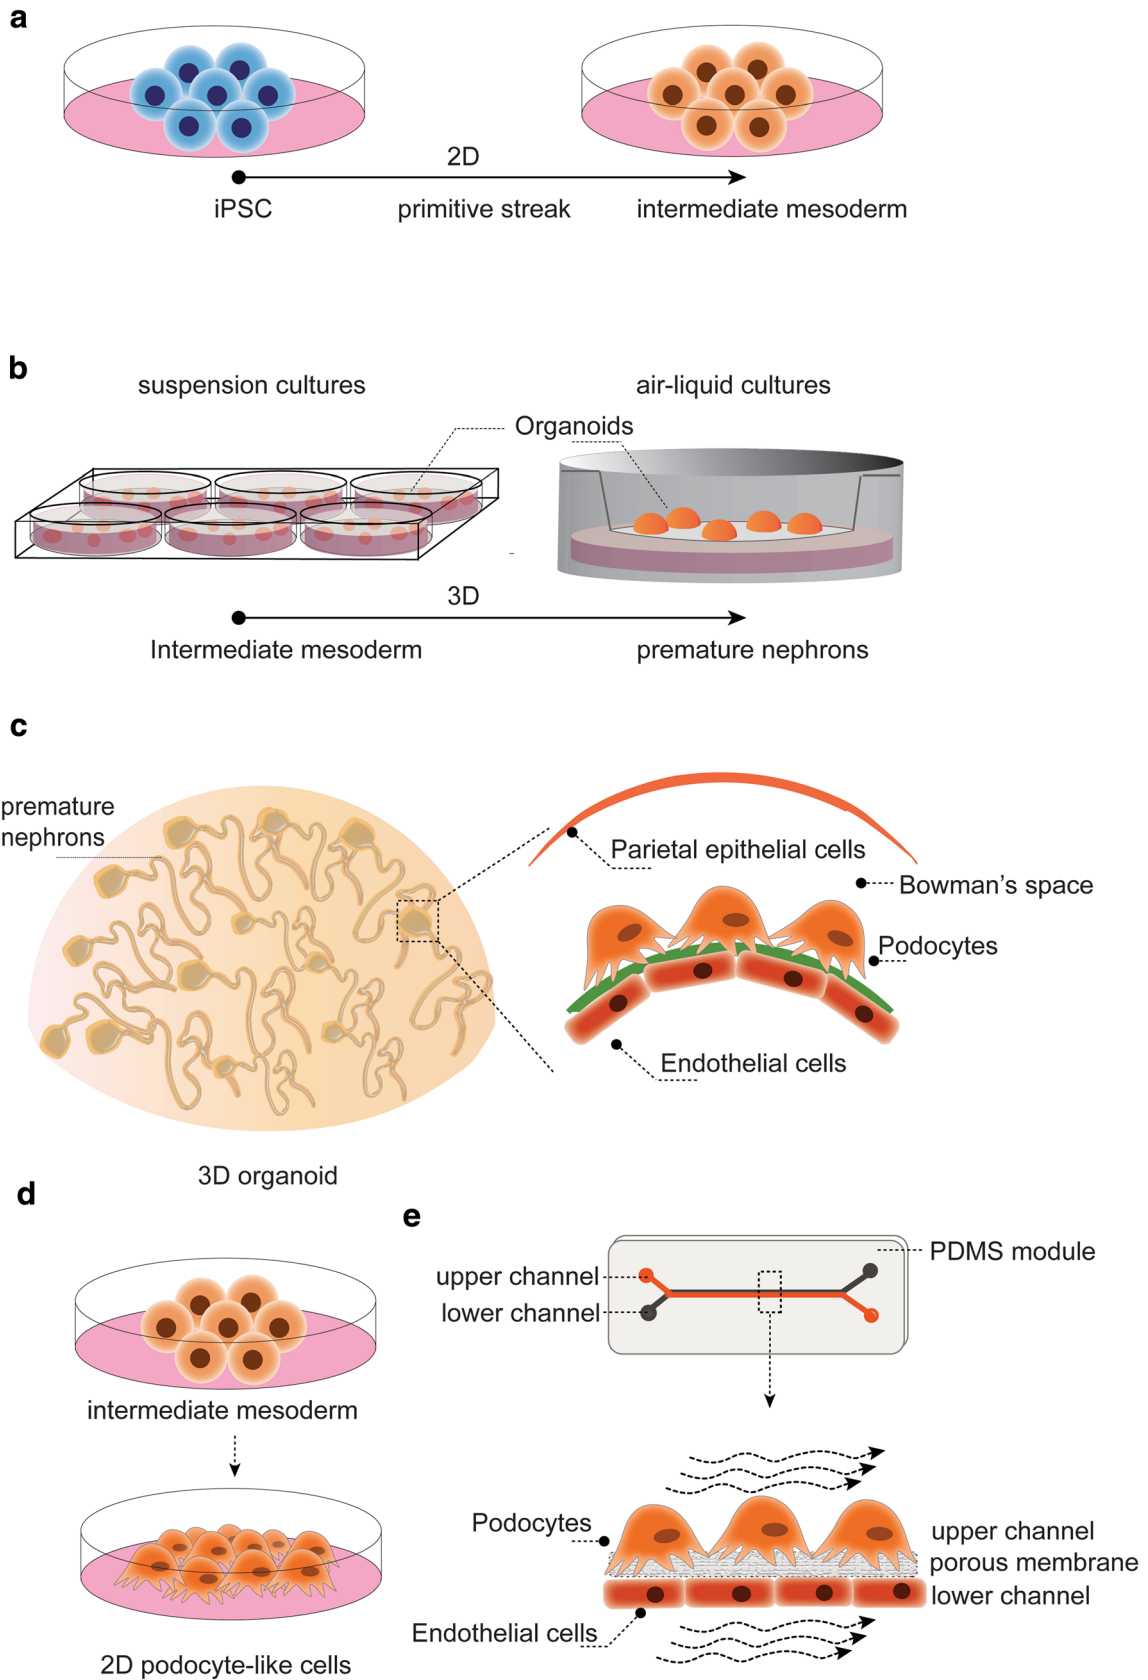 a
2D
iPSC
primitive streak
intermediate mesoderm
b
suspension cultures
air-liquid cultures
Organoids
3D
Intermediate mesoderm
premature nephrons
c
premature
nephrons
Parietal epithelial cells
Bowman’s space
Podocytes
Endothelial cells
3D organoid
d
intermediate mesoderm
2D podocyte-like cells
e
PDMS module
upper channel
lower channel
Podocytes
upper channel
porous membrane
lower channel
Endothelial cells